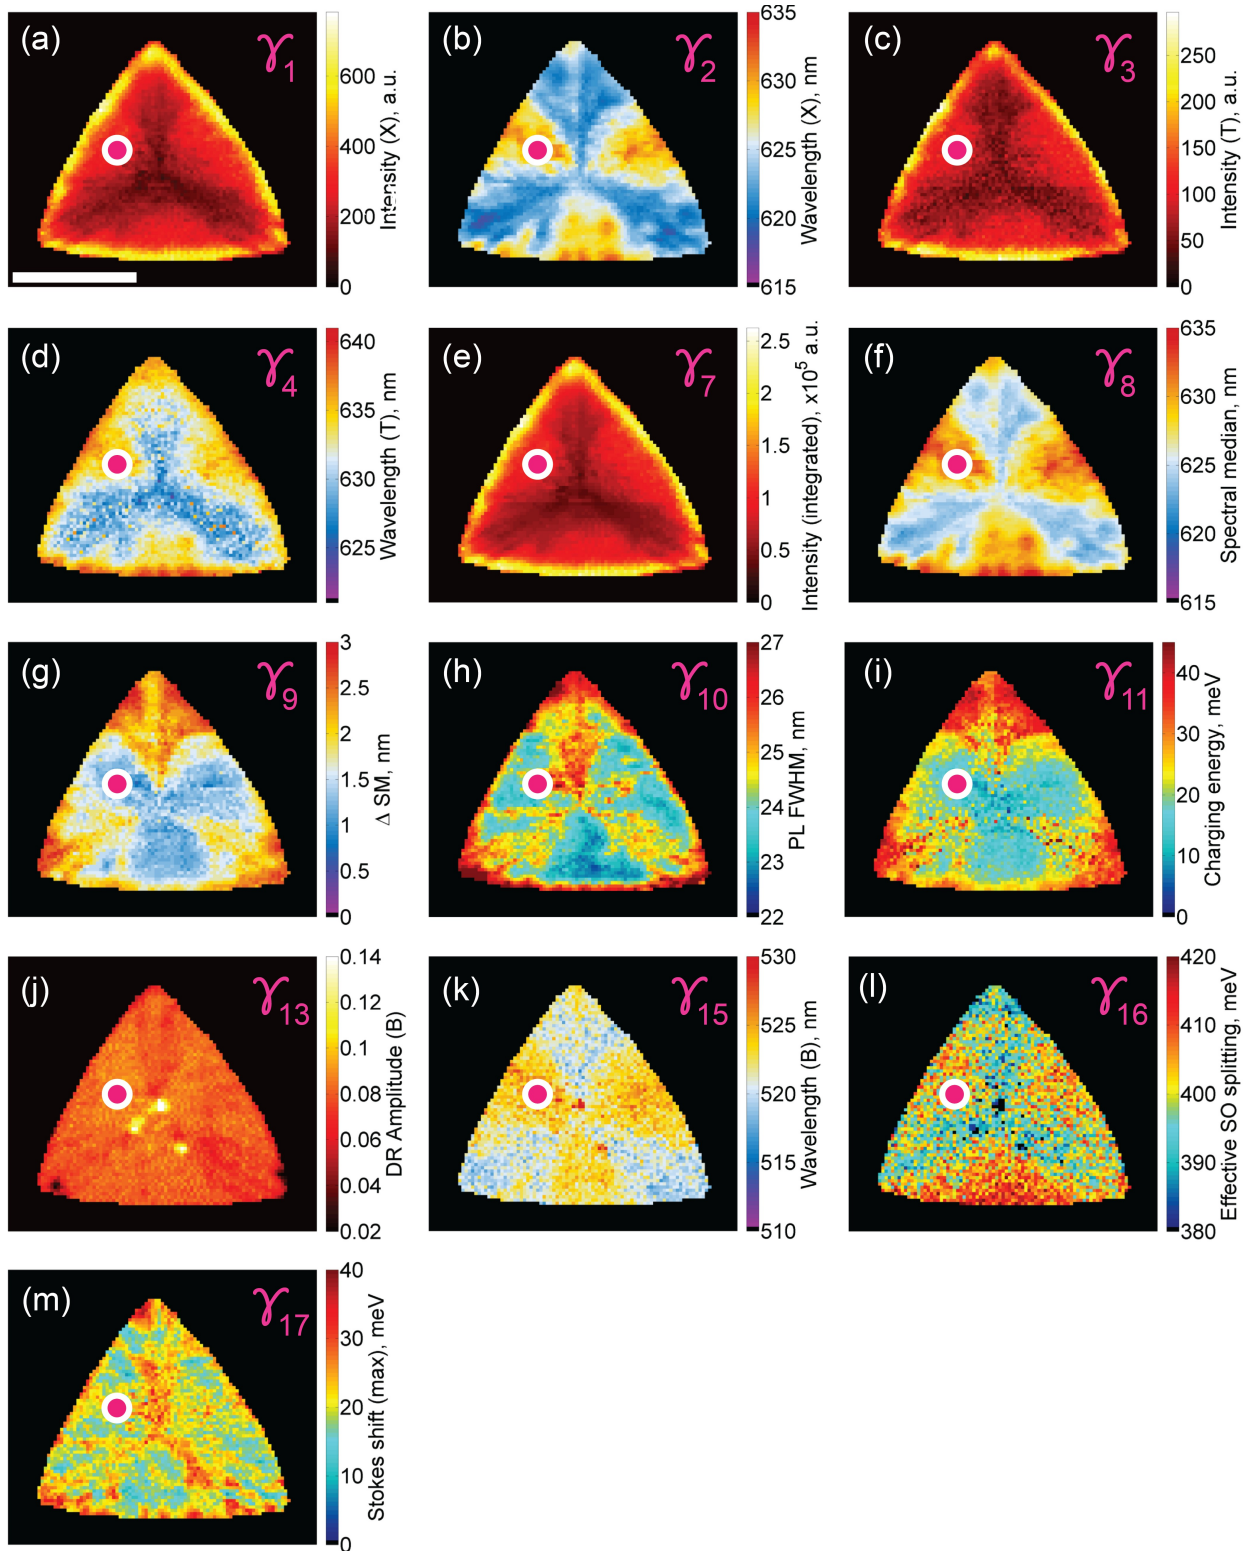 (a) γ1
600
400
200
0
Intensity (X), a.u.
(b) γ2
635
630
625
620
615
Wavelength (X), nm
(c) γ3
250
200
150
100
50
0
Intensity (T), a.u.
(d) γ4
640
635
630
625
Wavelength (T), nm
(e) γ7
2.5
2
1.5
1
0.5
0
Intensity (integrated), x10⁵ a.u.
(f) γ8
635
630
625
620
615
Spectral median, nm
(g) γ9
3
2.5
2
1.5
1
0.5
0
Δ SM, nm
(h) γ10
27
26
25
24
23
22
PL FWHM, nm
(i) γ11
40
30
20
10
0
Charging energy, meV
(j) γ13
0.14
0.12
0.1
0.08
0.06
0.04
0.02
DR Amplitude (B)
(k) γ15
530
525
520
515
510
Wavelength (B), nm
(l) γ16
420
410
400
390
380
Effective SO splitting, meV
(m) γ17
40
30
20
10
0
Stokes shift (max), meV